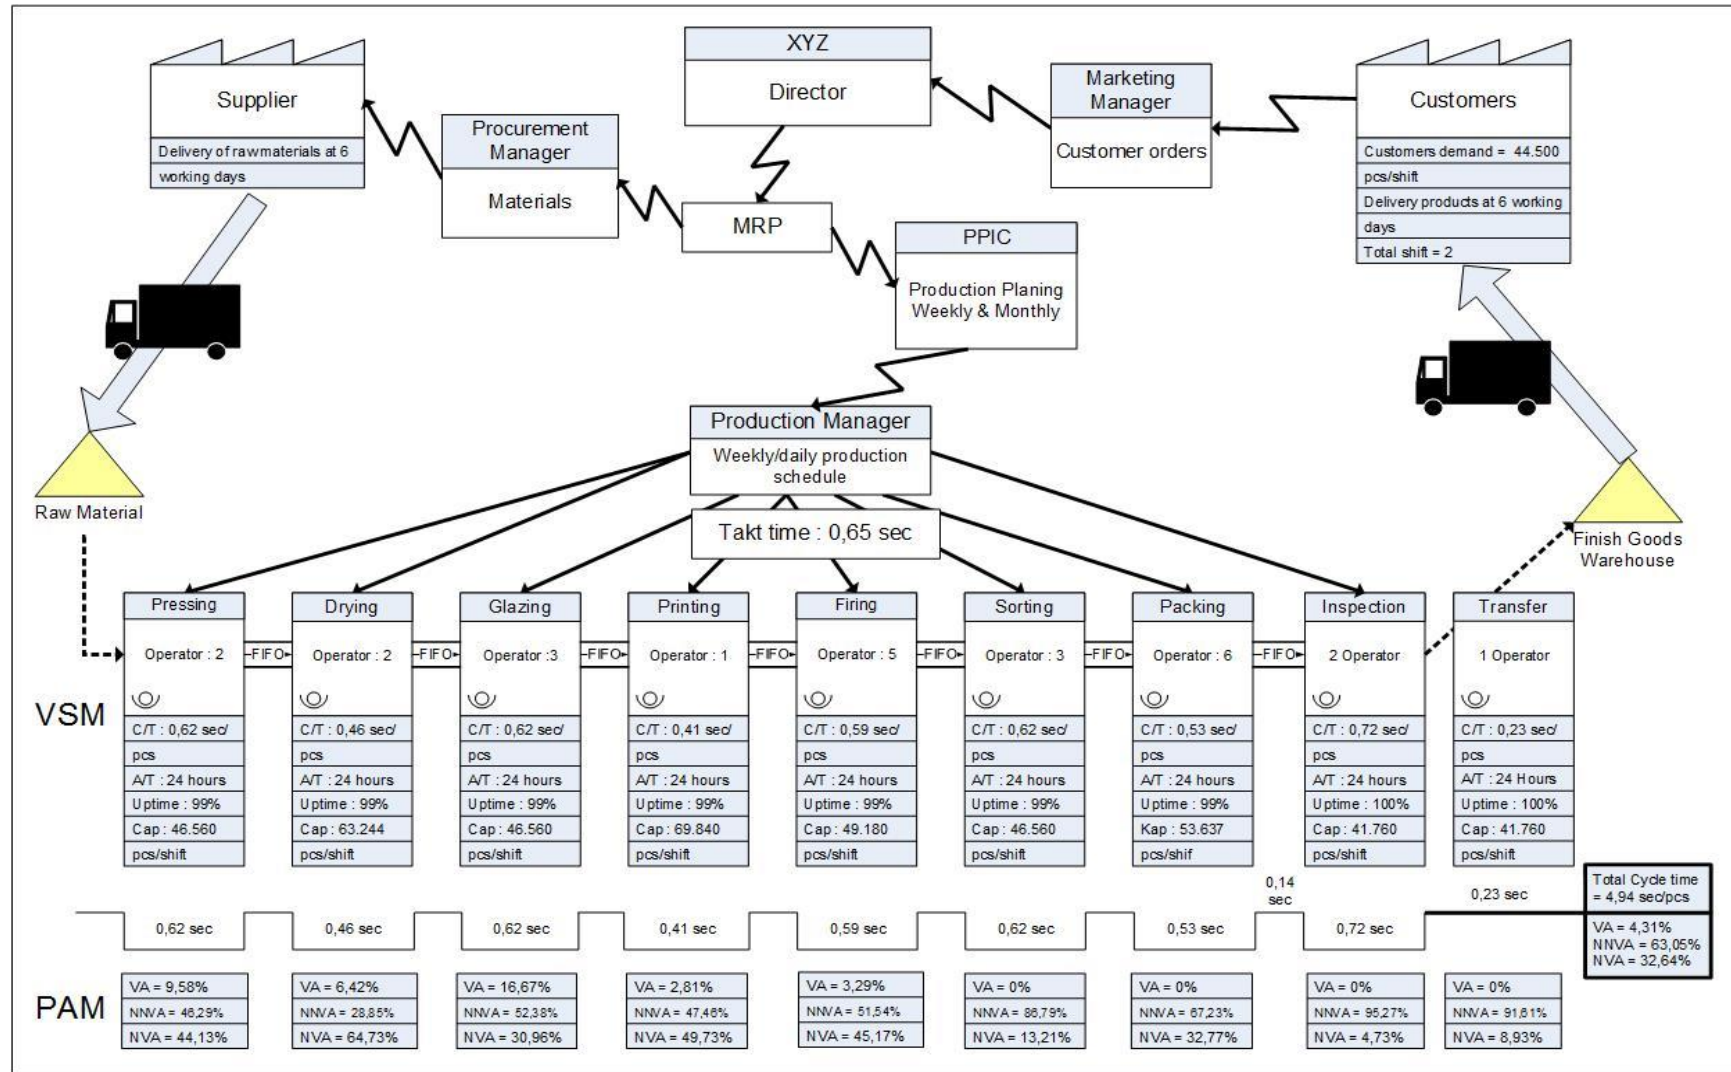 XYZ
Director
Supplier
Delivery of raw materials at 6
working days
Procurement
Manager
Materials
MRP
Marketing
Manager
Customer orders
Customers
Customers demand = 44.500
pcs/shift
Delivery products at 6 working
days
Total shift = 2
PPIC
Production Planing
Weekly & Monthly
Production Manager
Weekly/daily production
schedule
Takt time : 0,65 sec
Raw Material
Finish Goods
Warehouse
VSM
Pressing
Operator : 2
C/T : 0,62 sec/
pcs
A/T : 24 hours
Uptime : 99%
Cap : 46.560
pcs/shift
FIFO
Drying
Operator : 2
C/T : 0,46 sec/
pcs
A/T : 24 hours
Uptime : 99%
Cap : 63.244
pcs/shift
FIFO
Glazing
Operator :3
C/T : 0,62 sec/
pcs
A/T : 24 hours
Uptime : 99%
Cap : 46.560
pcs/shift
FIFO
Printing
Operator : 1
C/T : 0,41 sec/
pcs
A/T : 24 hours
Uptime : 99%
Cap : 69.840
pcs/shift
FIFO
Firing
Operator : 5
C/T : 0,59 sec/
pcs
A/T : 24 hours
Uptime : 99%
Cap : 49.180
pcs/shift
FIFO
Sorting
Operator : 3
C/T : 0,62 sec/
pcs
A/T : 24 hours
Uptime : 99%
Cap : 46.560
pcs/shift
FIFO
Packing
Operator : 6
C/T : 0,53 sec/
pcs
A/T : 24 hours
Uptime : 99%
Kap : 53.637
pcs/shif
FIFO
Inspection
2 Operator
C/T : 0,72 sec/
pcs
A/T : 24 hours
Uptime : 100%
Cap : 41.760
pcs/shift
Transfer
1 Operator
C/T : 0,23 sec/
pcs
A/T : 24 Hours
Uptime : 100%
Cap : 41.760
pcs/shift
0,62 sec
0,46 sec
0,62 sec
0,41 sec
0,59 sec
0,62 sec
0,53 sec
0,14
sec
0,72 sec
0,23 sec
Total Cycle time
= 4,94 sec/pcs
VA = 4,31%
NNVA = 63,05%
NVA = 32,64%
PAM
VA = 9,58%
NNVA = 46,29%
NVA = 44,13%
VA = 6,42%
NNVA = 28,85%
NVA = 64,73%
VA = 16,67%
NNVA = 52,38%
NVA = 30,96%
VA = 2,81%
NNVA = 47,46%
NVA = 49,73%
VA = 3,29%
NNVA = 51,54%
NVA = 45,17%
VA = 0%
NNVA = 86,79%
NVA = 13,21%
VA = 0%
NNVA = 67,23%
NVA = 32,77%
VA = 0%
NNVA = 95,27%
NVA = 4,73%
VA = 0%
NNVA = 91,61%
NVA = 8,93%